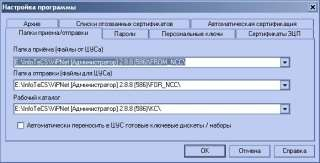 Настройка программы
Архив
Списки отозванных сертификатов
Автоматическая сертификация
Папки приема/отправки
Пароли
Персональные ключи
Сертификаты ЭЦП
Папка приёма (файлы от ЦУСа)
E:\InfoTeCS\ViPNet [Администратор] 2.8.8 (586)\FROM_NCC\
Папка отправки (файлы для ЦУСа)
E:\InfoTeCS\ViPNet [Администратор] 2.8.8 (586)\FOR_NCC\
Рабочий каталог
E:\InfoTeCS\ViPNet [Администратор] 2.8.8 (586)\KC\
Автоматически переносить в ЦУС готовые ключевые дискеты / наборы
OK
Отмена
Справка